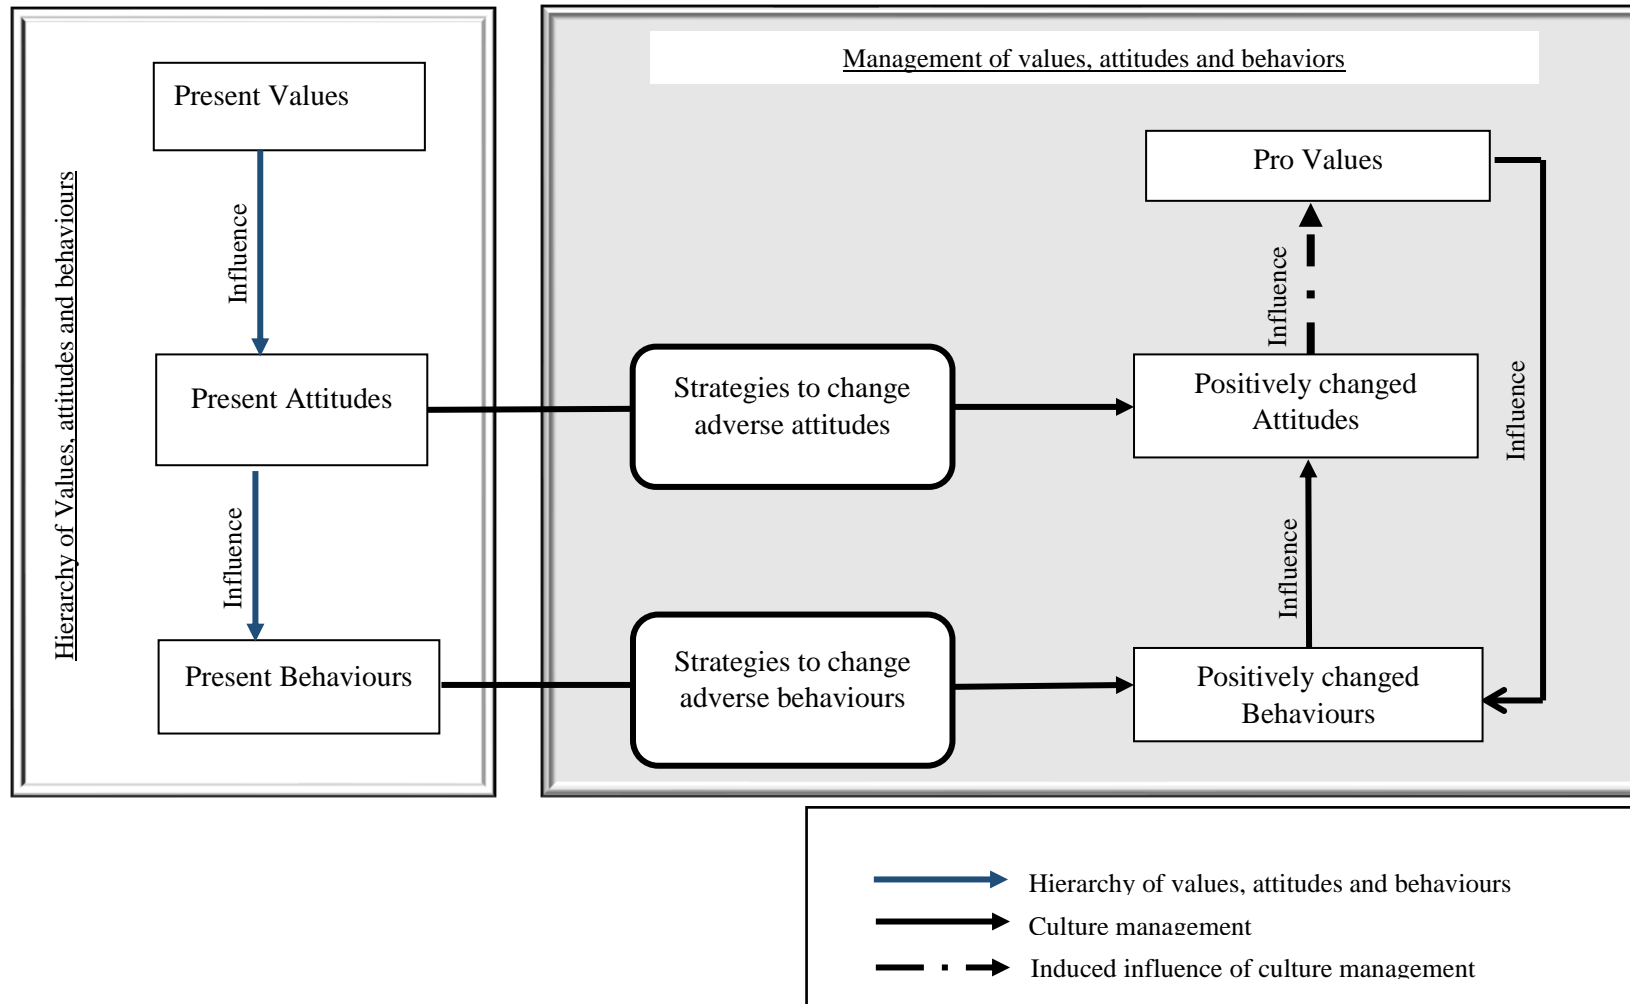 Hierarchy of Values, attitudes and behaviours
Present Values
Influence
Present Attitudes
Influence
Present Behaviours
Management of values, attitudes and behaviors
Strategies to change
adverse attitudes
Strategies to change
adverse behaviours
Pro Values
Influence
Positively changed
Attitudes
Influence
Positively changed
Behaviours
Influence
Hierarchy of values, attitudes and behaviours
Culture management
Induced influence of culture management